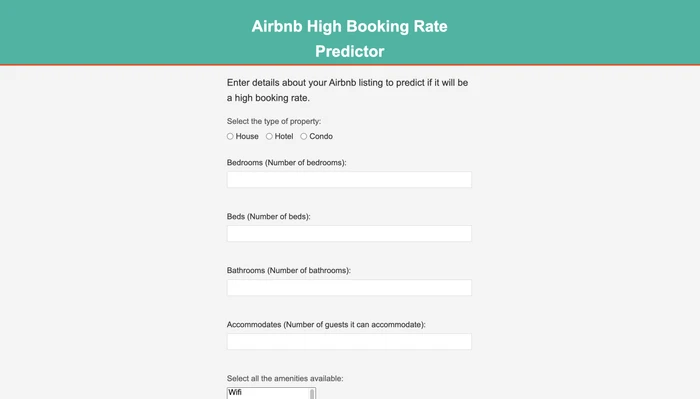 Airbnb High Booking Rate
Predictor
Enter details about your Airbnb listing to predict if it will be
a high booking rate.
Select the type of property:
House Hotel Condo
Bedrooms (Number of bedrooms):
Beds (Number of beds):
Bathrooms (Number of bathrooms):
Accommodates (Number of guests it can accommodate):
Select all the amenities available:
Wifi